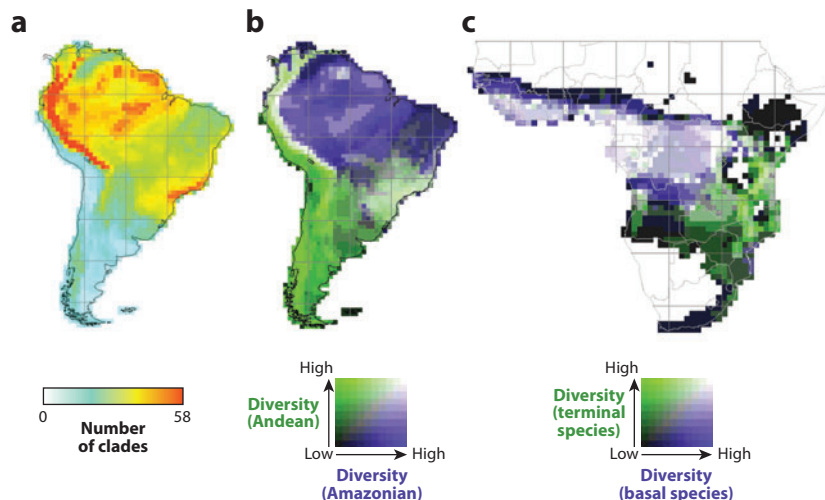 a
b
c
0
58
Number
of clades
High
Diversity
(Andean)
Low
High
Diversity
(Amazonian)
High
Diversity
(terminal
species)
Low
High
Diversity
(basal species)